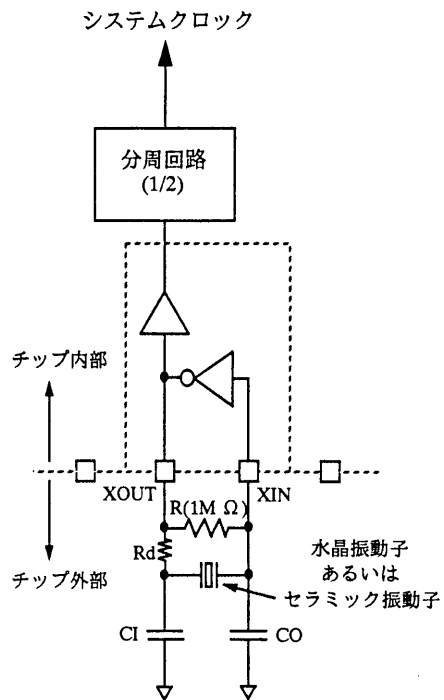 システムクロック
分周回路
(1/2)
チップ内部
XOUT
XIN
R(1M Ω)
Rd
水晶振動子
あるいは
セラミック振動子
チップ外部
CI
CO